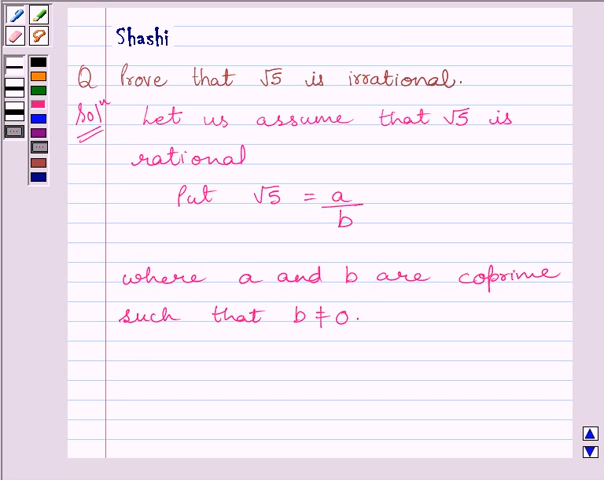 Shashi
Q Prove that √5 is irrational.
Solⁿ Let us assume that √5 is
rational
Put √5 = a/b
where a and b are coprime
such that b ≠ 0.